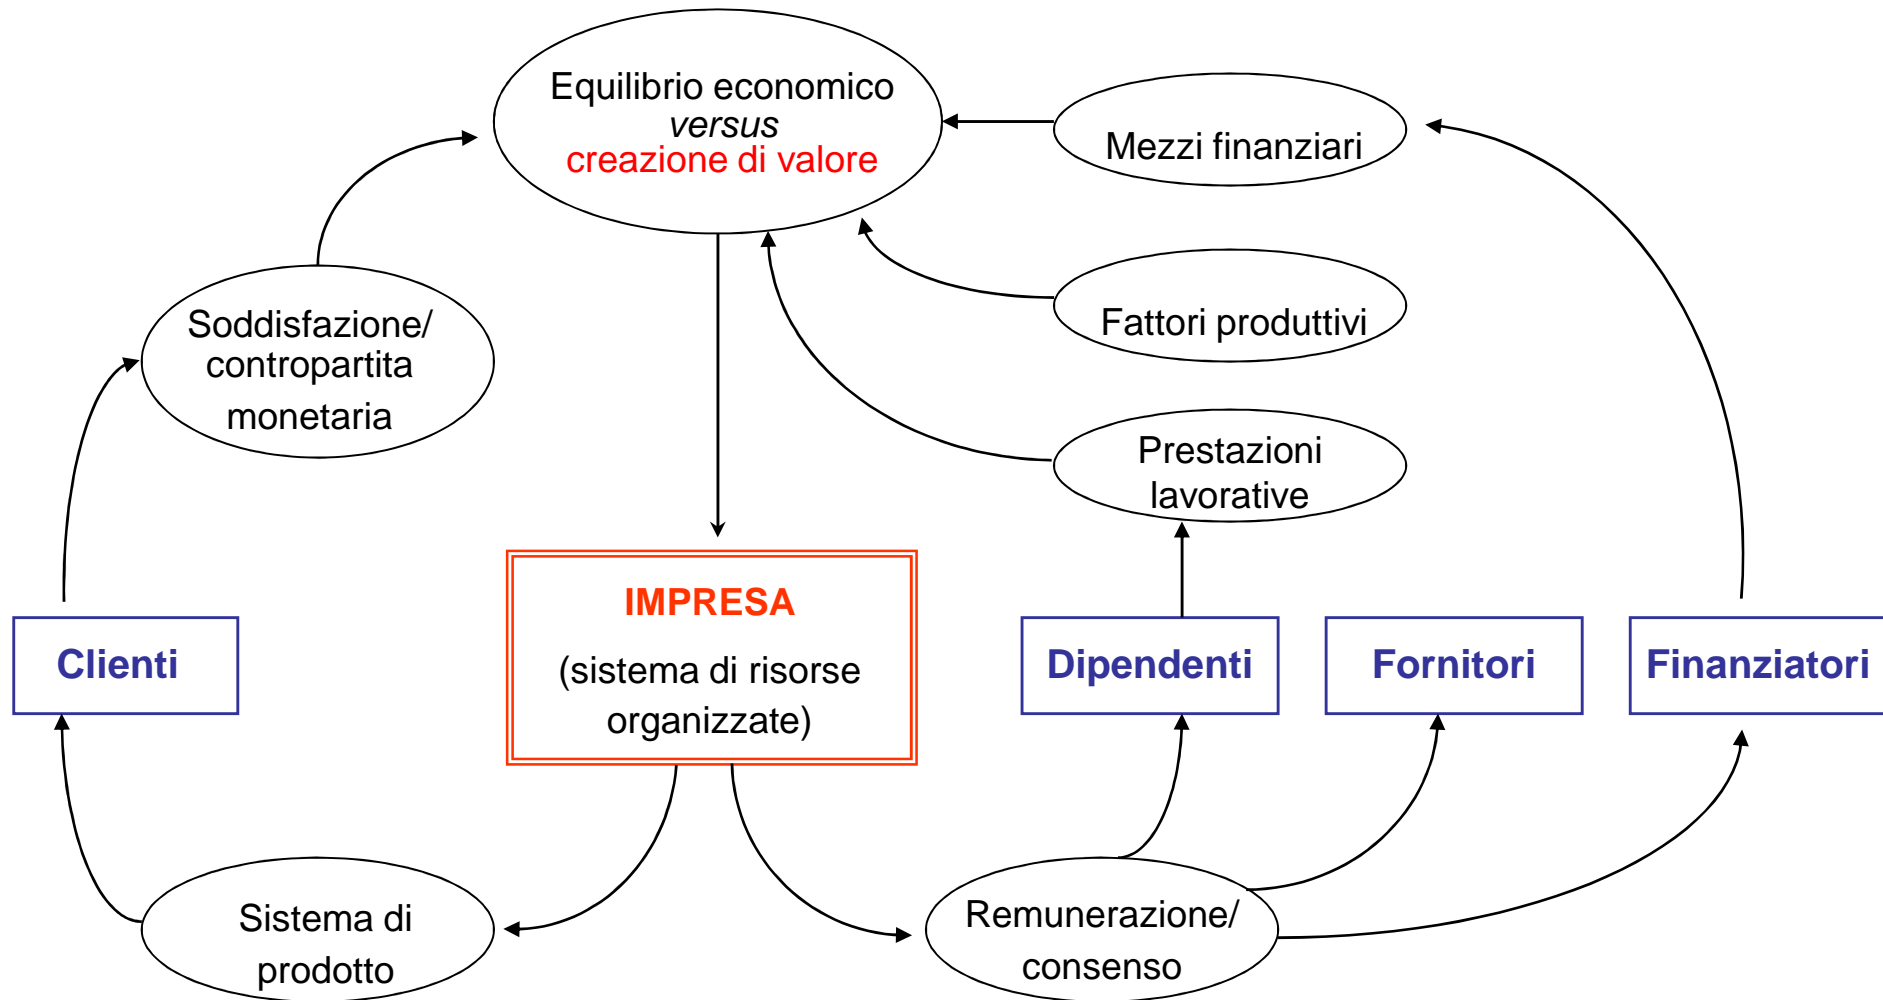 Equilibrio economico
versus
creazione di valore
Mezzi finanziari
Soddisfazione/
contropartita
monetaria
Fattori produttivi
Prestazioni
lavorative
IMPRESA
(sistema di risorse
organizzate)
Clienti
Dipendenti
Fornitori
Finanziatori
Sistema di
prodotto
Remunerazione/
consenso